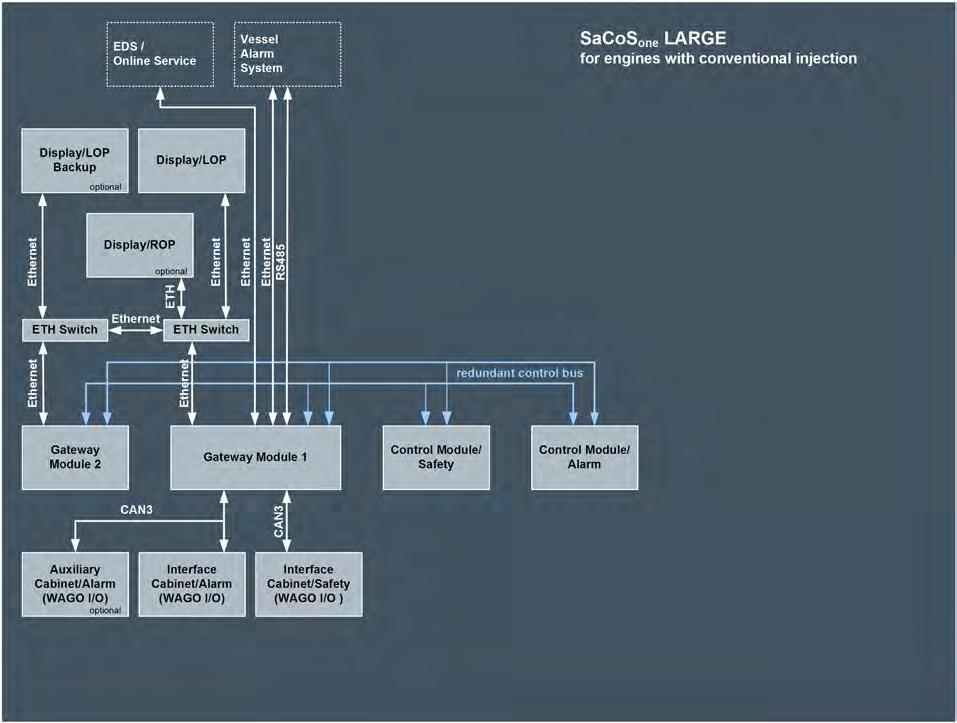 EDS /
Online Service
Vessel
Alarm
System
SaCoSone LARGE
for engines with conventional injection
Display/LOP
Backup
optional
Display/LOP
Display/ROP
optional
Ethernet
ETH
Ethernet
Ethernet
Ethernet
RS485
ETH Switch
Ethernet
ETH Switch
Ethernet
Ethernet
redundant control bus
Gateway
Module 2
Gateway Module 1
Control Module/
Safety
Control Module/
Alarm
CAN3
CAN3
Auxiliary
Cabinet/Alarm
(WAGO I/O)
optional
Interface
Cabinet/Alarm
(WAGO I/O)
Interface
Cabinet/Safety
(WAGO I/O )